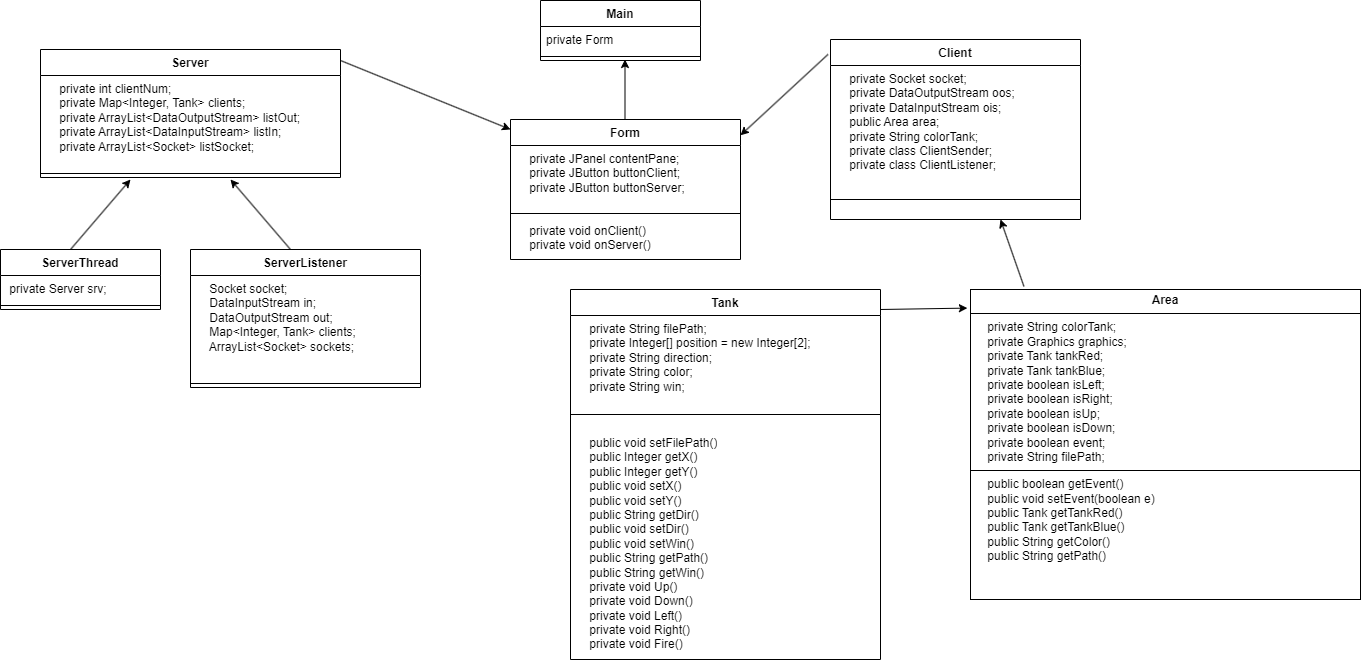 Main
private Form
Server
private int clientNum;
private Map<Integer, Tank> clients;
private ArrayList<DataOutputStream> listOut;
private ArrayList<DataInputStream> listIn;
private ArrayList<Socket> listSocket;
Client
private Socket socket;
private DataOutputStream oos;
private DataInputStream ois;
public Area area;
private String colorTank;
private class ClientSender;
private class ClientListener;
Form
private JPanel contentPane;
private JButton buttonClient;
private JButton buttonServer;
private void onClient()
private void onServer()
ServerThread
private Server srv;
ServerListener
Socket socket;
DataInputStream in;
DataOutputStream out;
Map<Integer, Tank> clients;
ArrayList<Socket> sockets;
Tank
private String filePath;
private Integer[] position = new Integer[2];
private String direction;
private String color;
private String win;
public void setFilePath()
public Integer getX()
public Integer getY()
public void setX()
public void setY()
public String getDir()
public void setDir()
public void setWin()
public String getPath()
public String getWin()
private void Up()
private void Down()
private void Left()
private void Right()
private void Fire()
Area
private String colorTank;
private Graphics graphics;
private Tank tankRed;
private Tank tankBlue;
private boolean isLeft;
private boolean isRight;
private boolean isUp;
private boolean isDown;
private boolean event;
private String filePath;
public boolean getEvent()
public void setEvent(boolean e)
public Tank getTankRed()
public Tank getTankBlue()
public String getColor()
public String getPath()